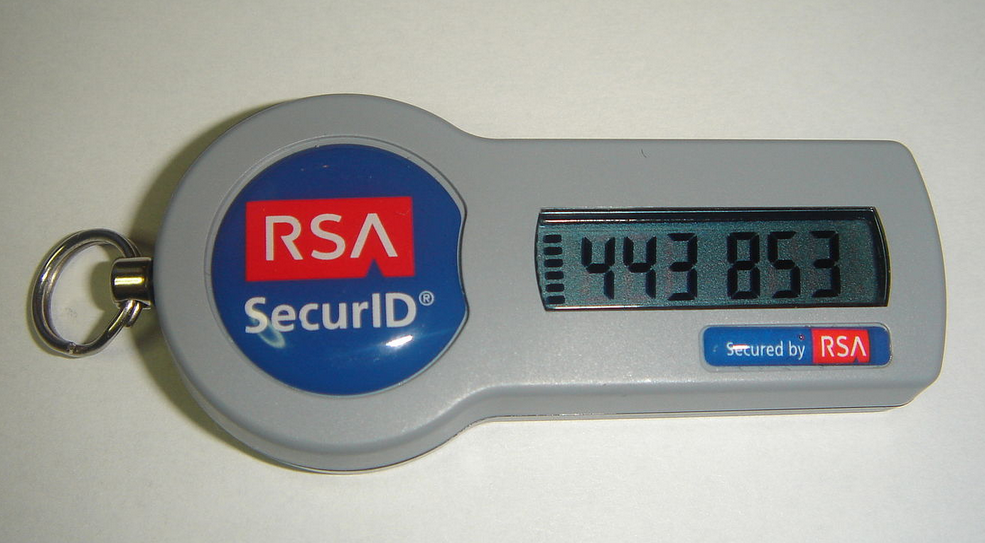 RSA
SecurID®
443 853
Secured by RSA